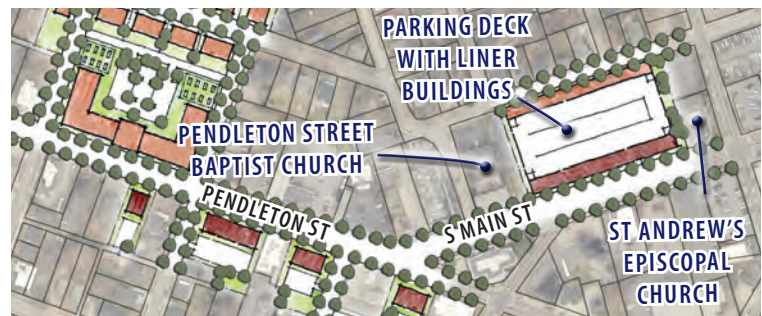 PARKING DECK
WITH LINER
BUILDINGS
PENDLETON STREET
BAPTIST CHURCH
PENDLETON ST
S MAIN ST
ST ANDREW'S
EPISCOPAL
CHURCH